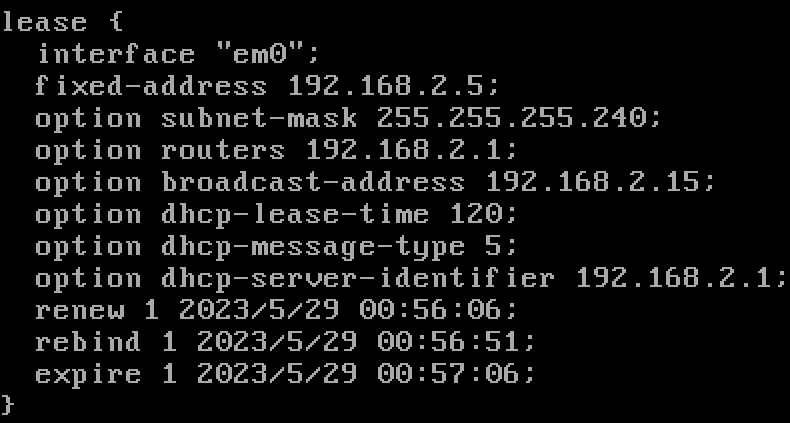 lease {
  interface "em0";
  fixed-address 192.168.2.5;
  option subnet-mask 255.255.255.240;
  option routers 192.168.2.1;
  option broadcast-address 192.168.2.15;
  option dhcp-lease-time 120;
  option dhcp-message-type 5;
  option dhcp-server-identifier 192.168.2.1;
  renew 1 2023/5/29 00:56:06;
  rebind 1 2023/5/29 00:56:51;
  expire 1 2023/5/29 00:57:06;
}